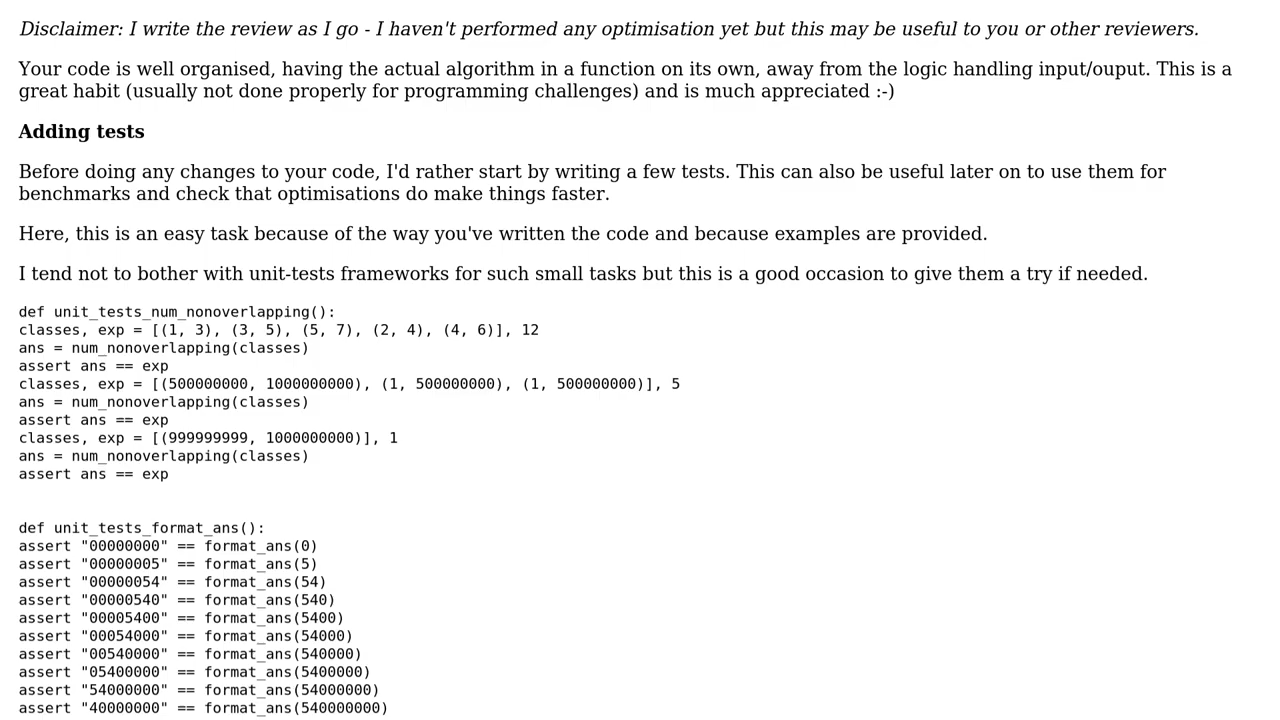 Disclaimer: I write the review as I go - I haven't performed any optimisation yet but this may be useful to you or other reviewers.
Your code is well organised, having the actual algorithm in a function on its own, away from the logic handling input/ouput. This is a
great habit (usually not done properly for programming challenges) and is much appreciated :-)
Adding tests
Before doing any changes to your code, I'd rather start by writing a few tests. This can also be useful later on to use them for
benchmarks and check that optimisations do make things faster.
Here, this is an easy task because of the way you've written the code and because examples are provided.
I tend not to bother with unit-tests frameworks for such small tasks but this is a good occasion to give them a try if needed.
def unit_tests_num_nonoverlapping():
classes, exp = [(1, 3), (3, 5), (5, 7), (2, 4), (4, 6)], 12
ans = num_nonoverlapping(classes)
assert ans == exp
classes, exp = [(500000000, 1000000000), (1, 500000000), (1, 500000000)], 5
ans = num_nonoverlapping(classes)
assert ans == exp
classes, exp = [(999999999, 1000000000)], 1
ans = num_nonoverlapping(classes)
assert ans == exp
def unit_tests_format_ans():
assert "00000000" == format_ans(0)
assert "00000005" == format_ans(5)
assert "00000054" == format_ans(54)
assert "00000540" == format_ans(540)
assert "00005400" == format_ans(5400)
assert "00054000" == format_ans(54000)
assert "00540000" == format_ans(540000)
assert "05400000" == format_ans(5400000)
assert "54000000" == format_ans(54000000)
assert "40000000" == format_ans(540000000)